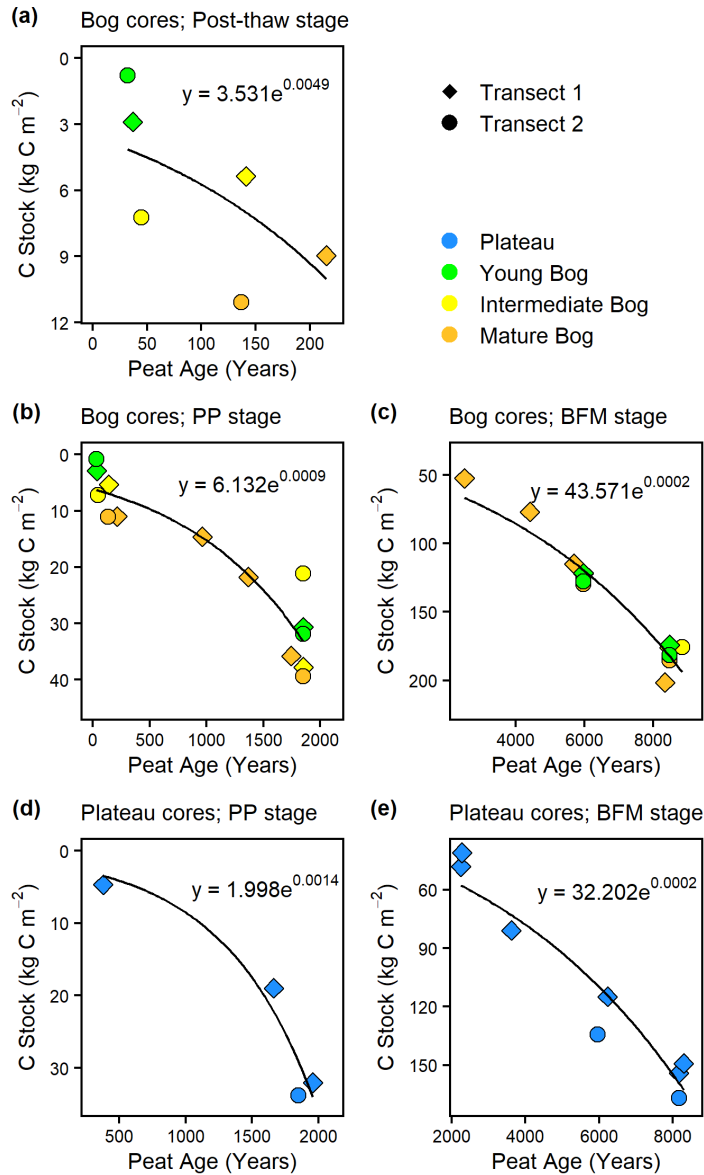 (a) Bog cores; Post-thaw stage
0
3
6
9
12
C Stock (kg C m⁻²)
y = 3.531e^0.0049
0 50 100 150 200
Peat Age (Years)
Transect 1
Transect 2
Plateau
Young Bog
Intermediate Bog
Mature Bog
(b) Bog cores; PP stage
0
10
20
30
40
C Stock (kg C m⁻²)
y = 6.132e^0.0009
0 500 1000 1500 2000
Peat Age (Years)
(c) Bog cores; BFM stage
50
100
150
200
C Stock (kg C m⁻²)
y = 43.571e^0.0002
4000 6000 8000
Peat Age (Years)
(d) Plateau cores; PP stage
0
10
20
30
C Stock (kg C m⁻²)
y = 1.998e^0.0014
500 1000 1500 2000
Peat Age (Years)
(e) Plateau cores; BFM stage
60
90
120
150
C Stock (kg C m⁻²)
y = 32.202e^0.0002
2000 4000 6000 8000
Peat Age (Years)